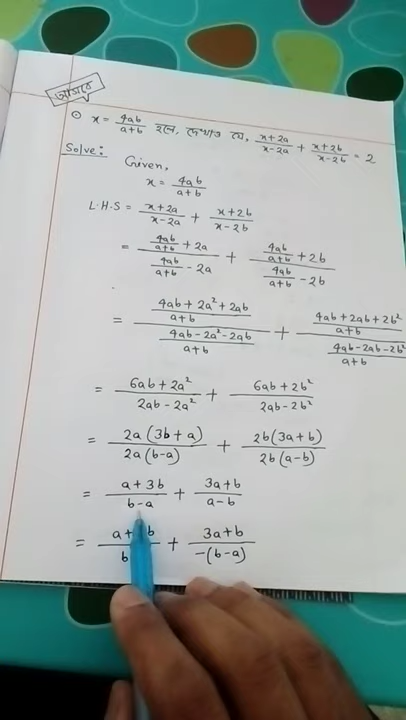 আসবে
⊙ x = 4ab/a+b হলে, দেখাও যে, x+2a/x-2a + x+2b/x-2b = 2
Solve:
Given,
x = 4ab/a+b
L.H.S = x+2a/x-2a + x+2b/x-2b
= (4ab/a+b + 2a)/(4ab/a+b - 2a) + (4ab/a+b + 2b)/(4ab/a+b - 2b)
= ((4ab+2a²+2ab)/a+b)/((4ab-2a²-2ab)/a+b) + ((4ab+2ab+2b²)/a+b)/((4ab-2ab-2b²)/a+b)
= 6ab+2a²/2ab-2a² + 6ab+2b²/2ab-2b²
= 2a(3b+a)/2a(b-a) + 2b(3a+b)/2b(a-b)
= a+3b/b-a + 3a+b/a-b
= a+ b/b + 3a+b/-(b-a)